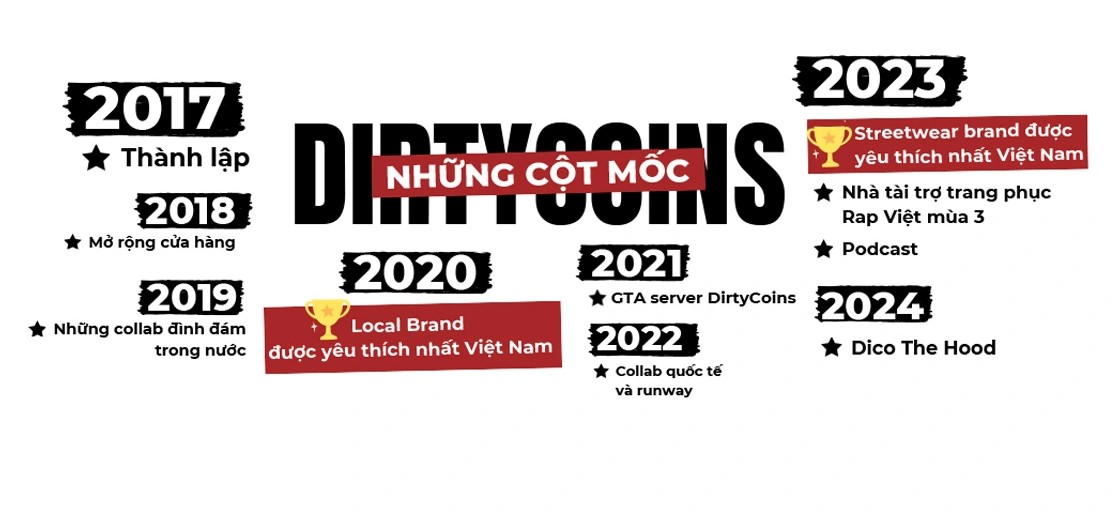 DIRTYCOINS
NHỮNG CỘT MỐC
2017
Thành lập
2018
Mở rộng cửa hàng
2019
Những collab đình đám
trong nước
2020
Local Brand
được yêu thích nhất Việt Nam
2021
GTA server DirtyCoins
2022
Collab quốc tế
và runway
2023
Streetwear brand được
yêu thích nhất Việt Nam
Nhà tài trợ trang phục
Rap Việt mùa 3
Podcast
2024
Dico The Hood